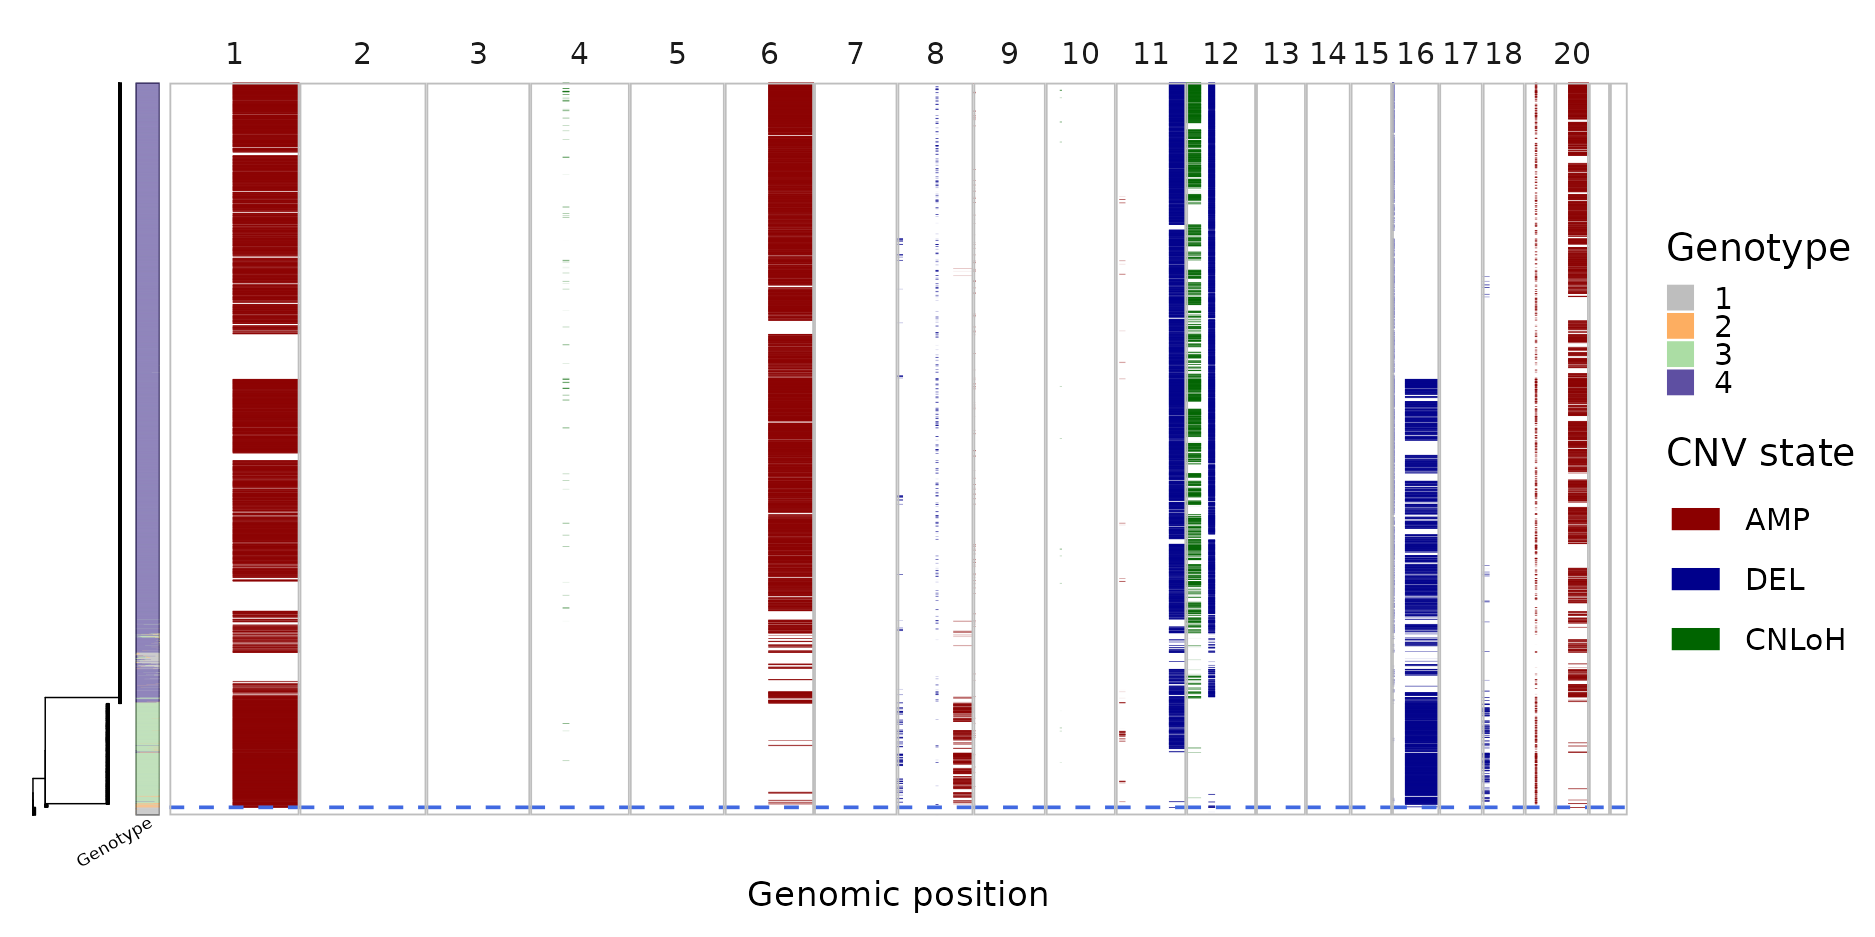 1 2 3 4 5 6 7 8 9 10 11 12 13 14 15 16 17 18 20
Genotype
1
2
3
4
CNV state
AMP
DEL
CNLoH
Genotype
Genomic position